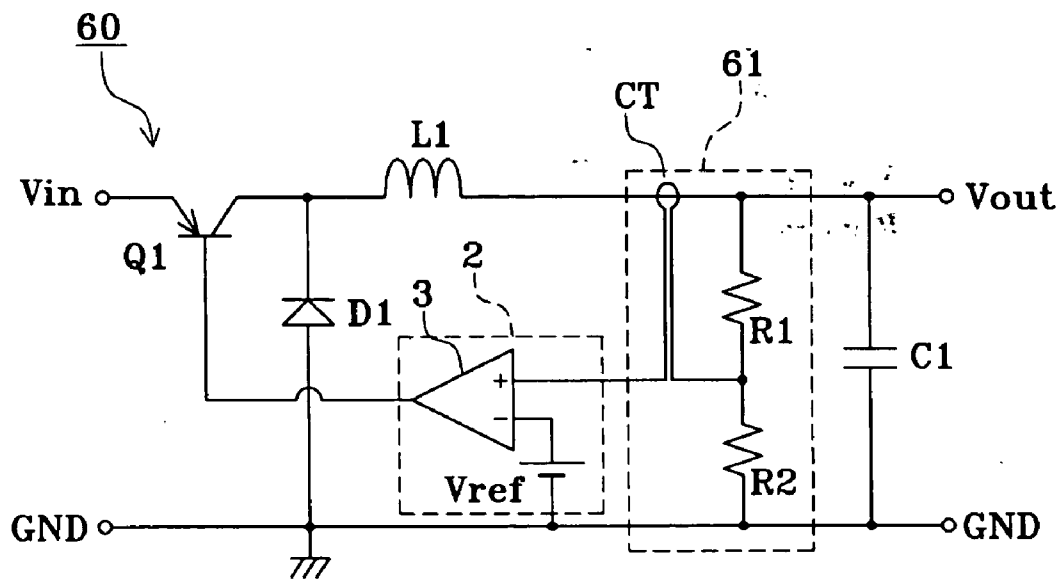 60
61
CT
L1
Vin
Vout
Q1
2
3
D1
R1
C1
+
−
Vref
R2
GND
GND